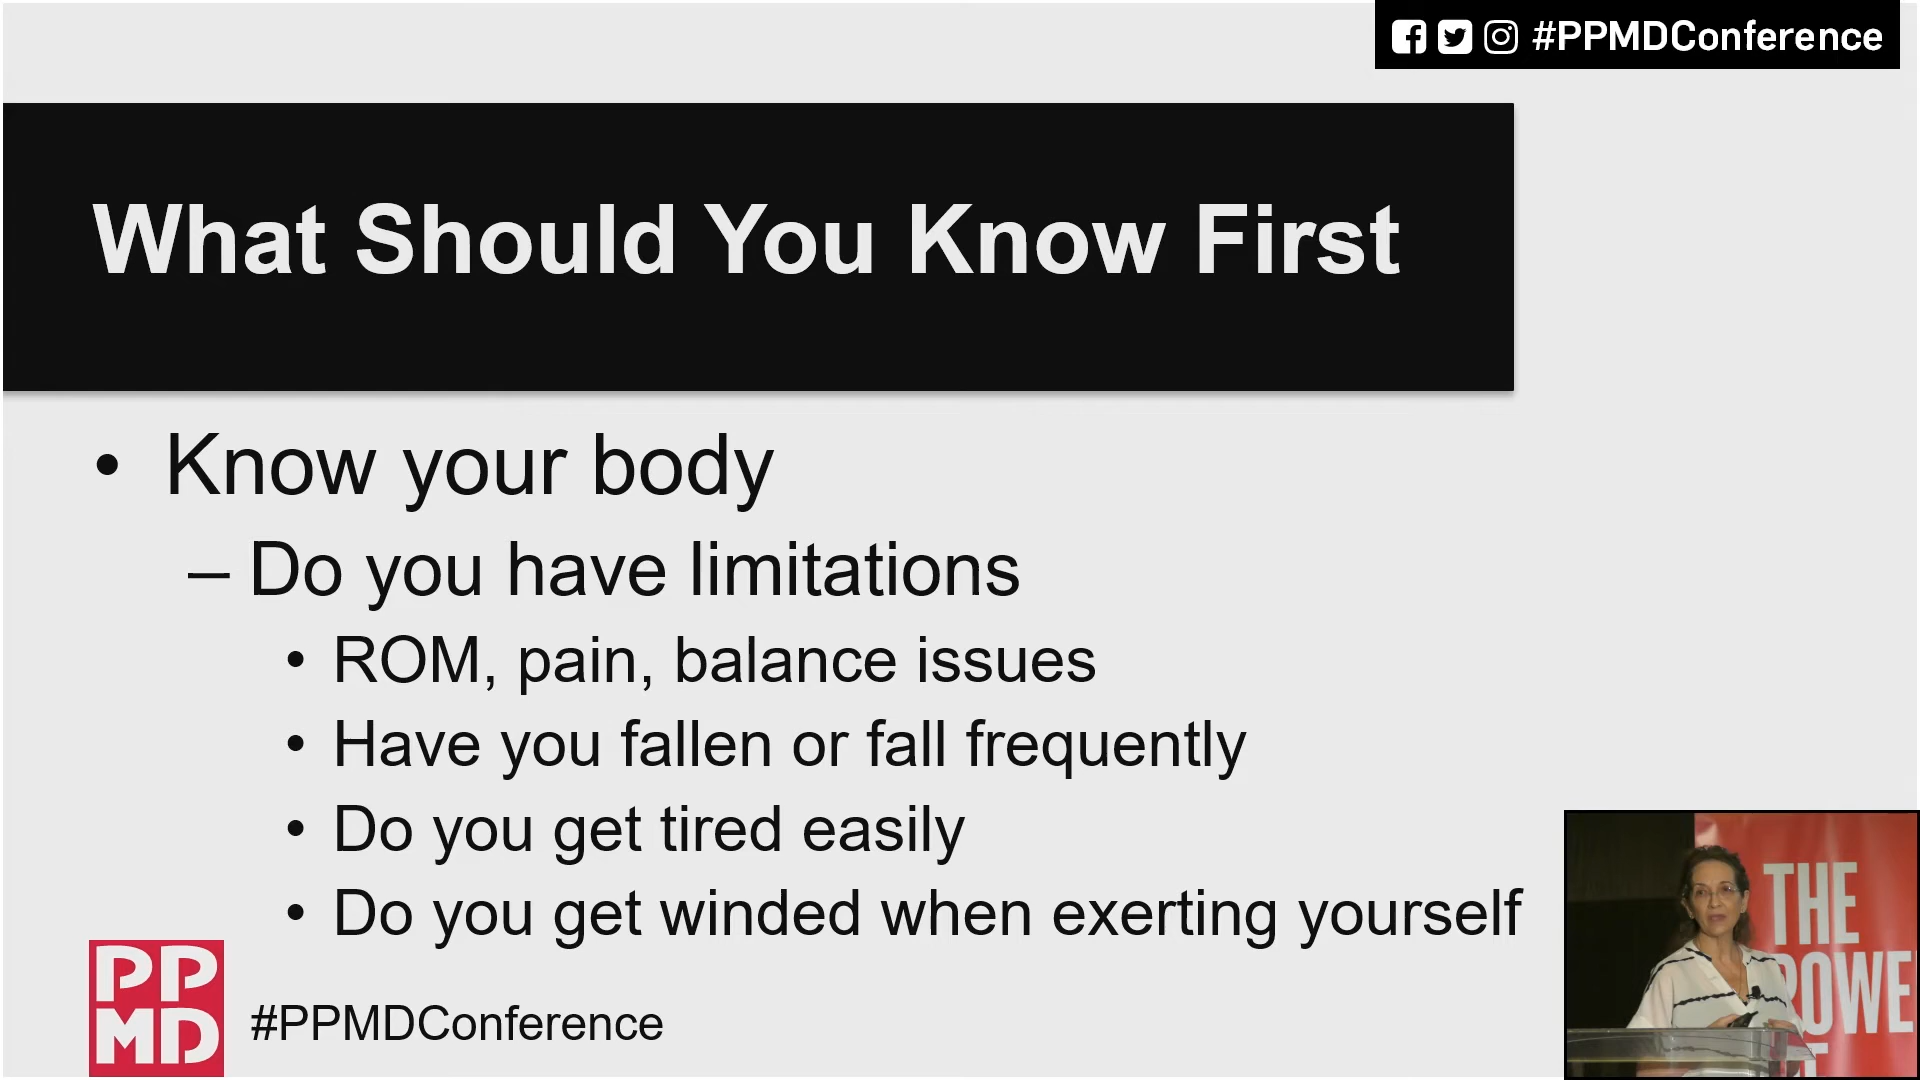 #PPMDConference
What Should You Know First
• Know your body
– Do you have limitations
• ROM, pain, balance issues
• Have you fallen or fall frequently
• Do you get tired easily
• Do you get winded when exerting yourself
PP
MD
#PPMDConference
THE
POWE